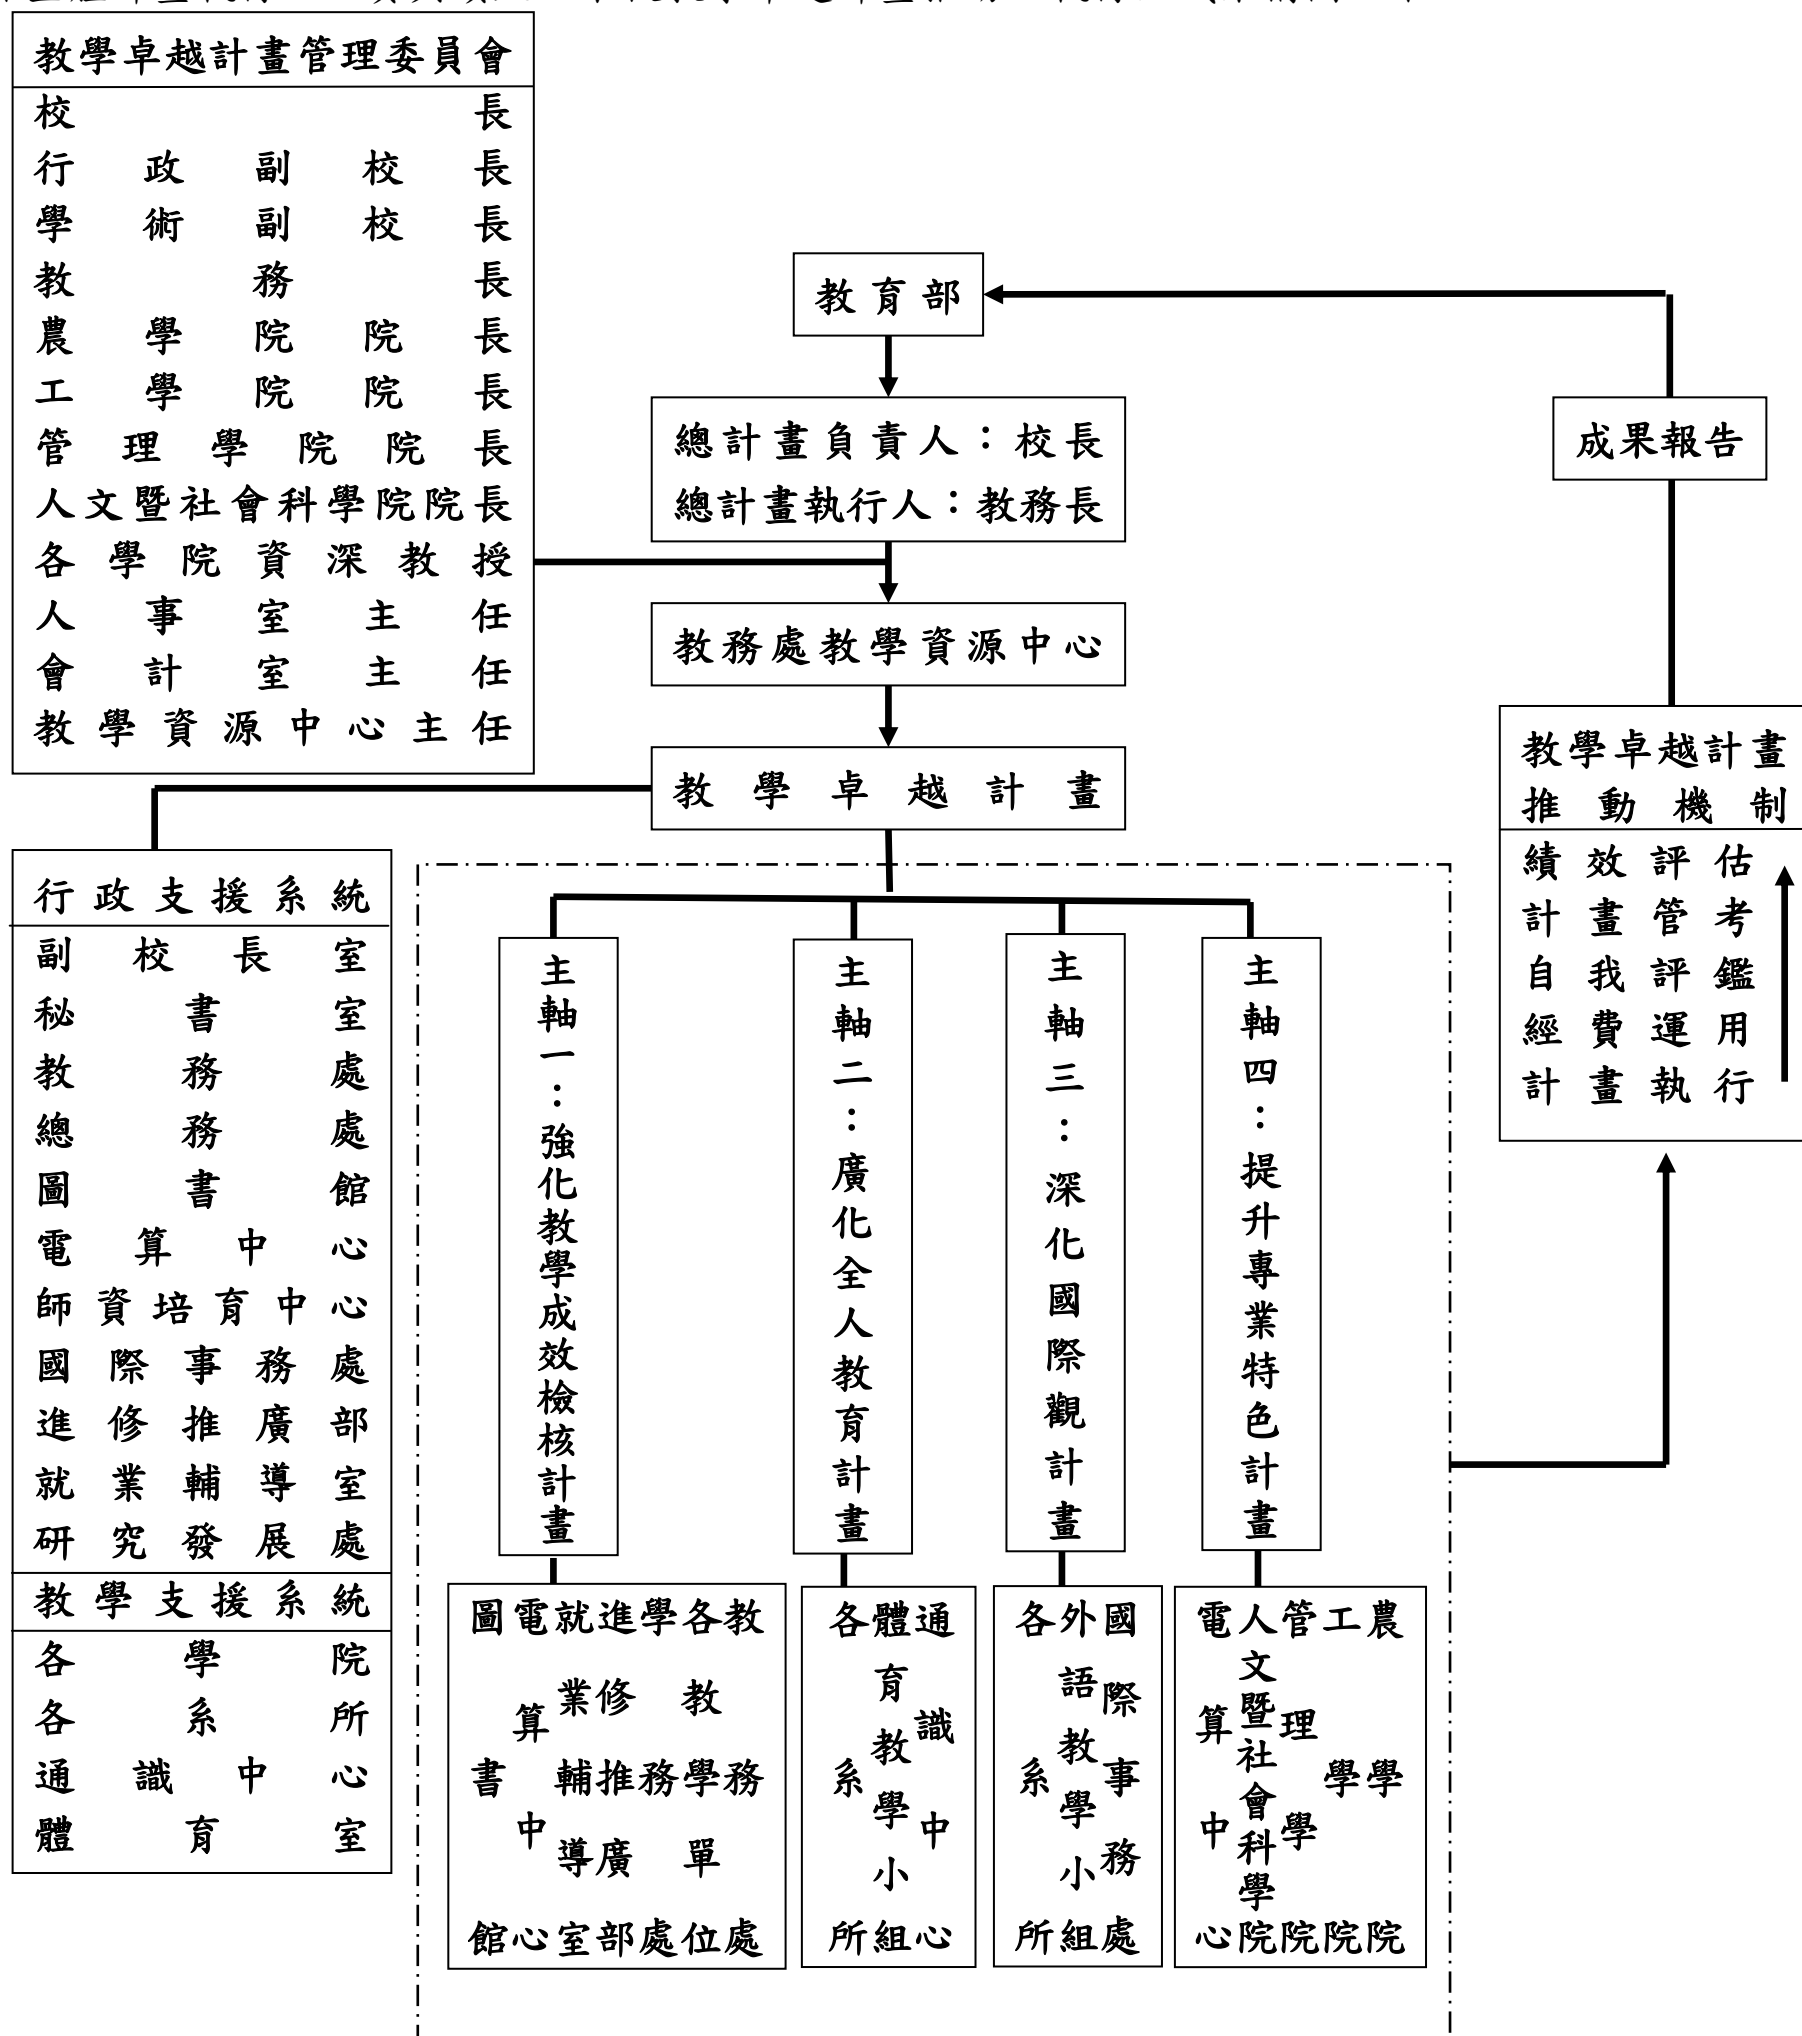 教學卓越計畫管理委員會
校長
行政副校長
學術副校長
教務長
農學院院長
工學院院長
管理學院院長
人文暨社會科學院院長
各學院資深教授
人事室主任
會計室主任
教學資源中心主任
教育部
總計畫負責人：校長
總計畫執行人：教務長
教務處教學資源中心
教學卓越計畫
成果報告
教學卓越計畫
推動機制
績效評估
計畫管考
自我評鑑
經費運用
計畫執行
行政支援系統
副校長室
秘書室
教務處
總務處
圖書館
電算中心
師資培育中心
國際事務處
進修推廣部
就業輔導室
研究發展處
教學支援系統
各學院
各系所
通識中心
體育室
主軸一：強化教學成效檢核計畫
主軸二：廣化全人教育計畫
主軸三：深化國際觀計畫
主軸四：提升專業特色計畫
教務處
各教學單位
學務處
進修推廣部
就業輔導室
電算中心
圖書館
通識中心
體育教學小組
各系所
國際事務處
外語教學小組
各系所
農學院
工學院
管理學院
人文暨社會科學院
電算中心